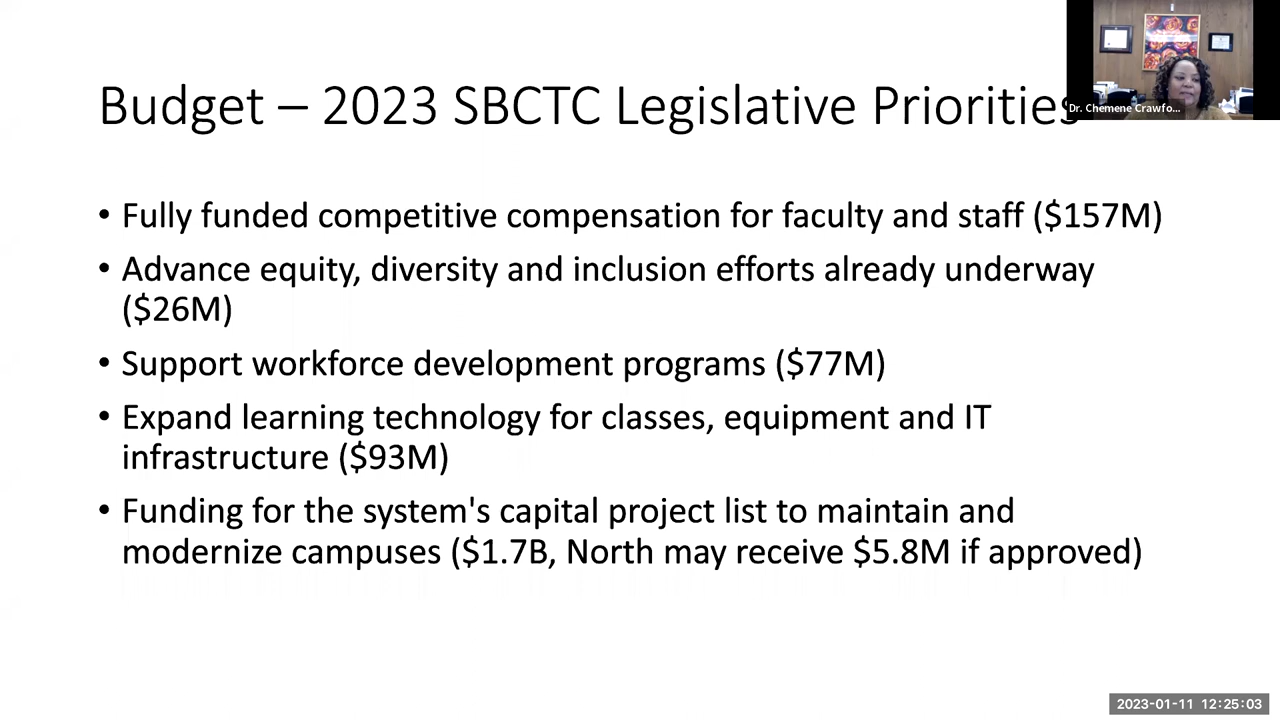 Budget – 2023 SBCTC Legislative Priorities
Dr. Chemene Crawfo...
• Fully funded competitive compensation for faculty and staff ($157M)
• Advance equity, diversity and inclusion efforts already underway
($26M)
• Support workforce development programs ($77M)
• Expand learning technology for classes, equipment and IT
infrastructure ($93M)
• Funding for the system's capital project list to maintain and
modernize campuses ($1.7B, North may receive $5.8M if approved)
2023-01-11 12:25:03